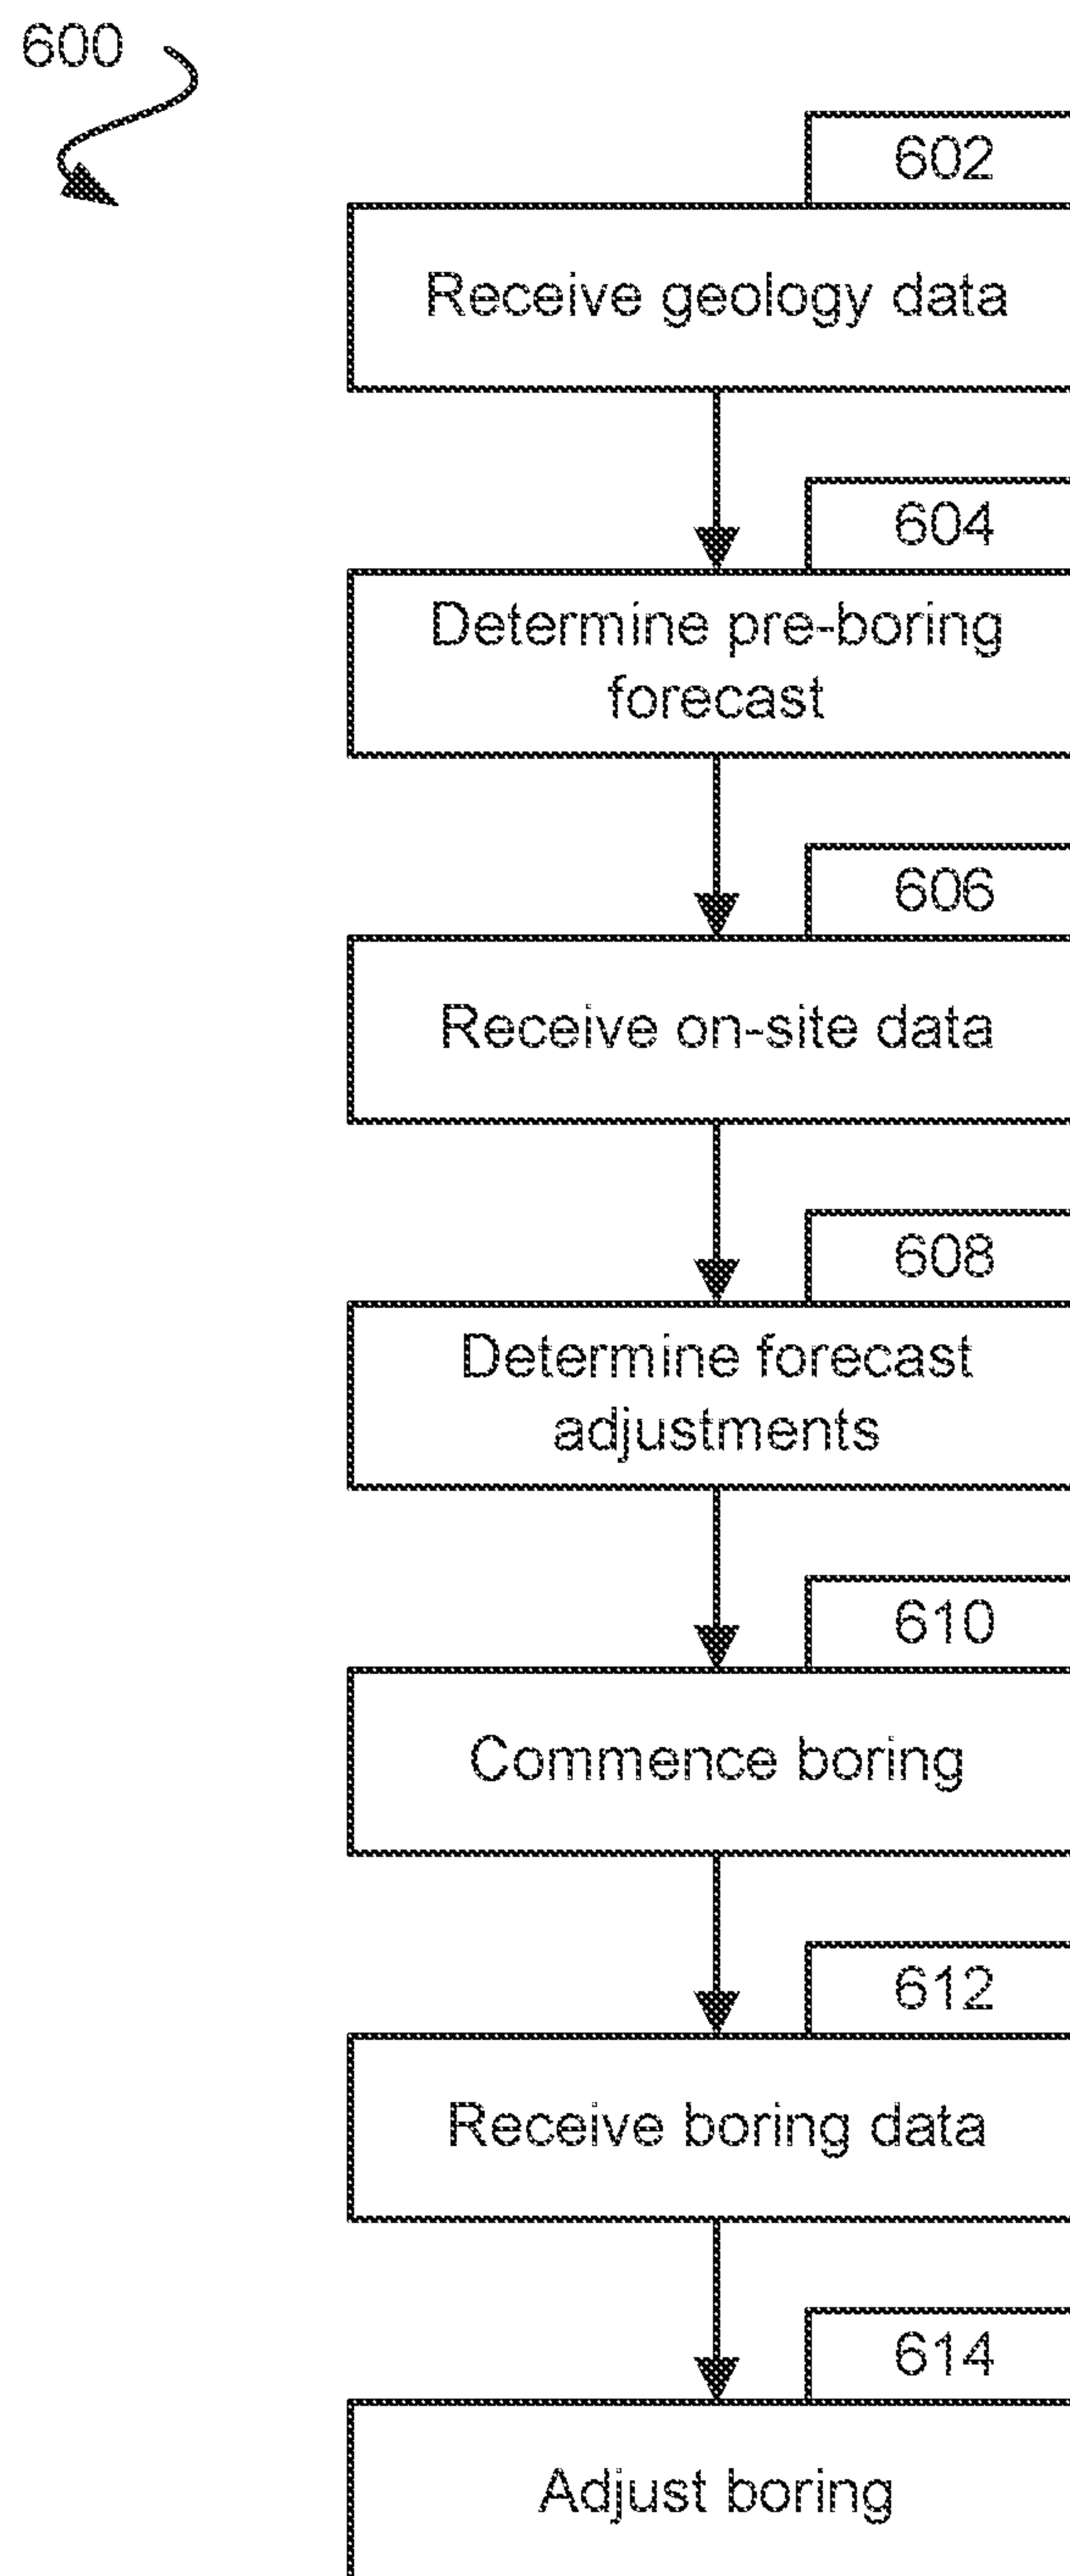 600
602
Receive geology data
604
Determine pre-boring
forecast
606
Receive on-site data
608
Determine forecast
adjustments
610
Commence boring
612
Receive boring data
614
Adjust boring